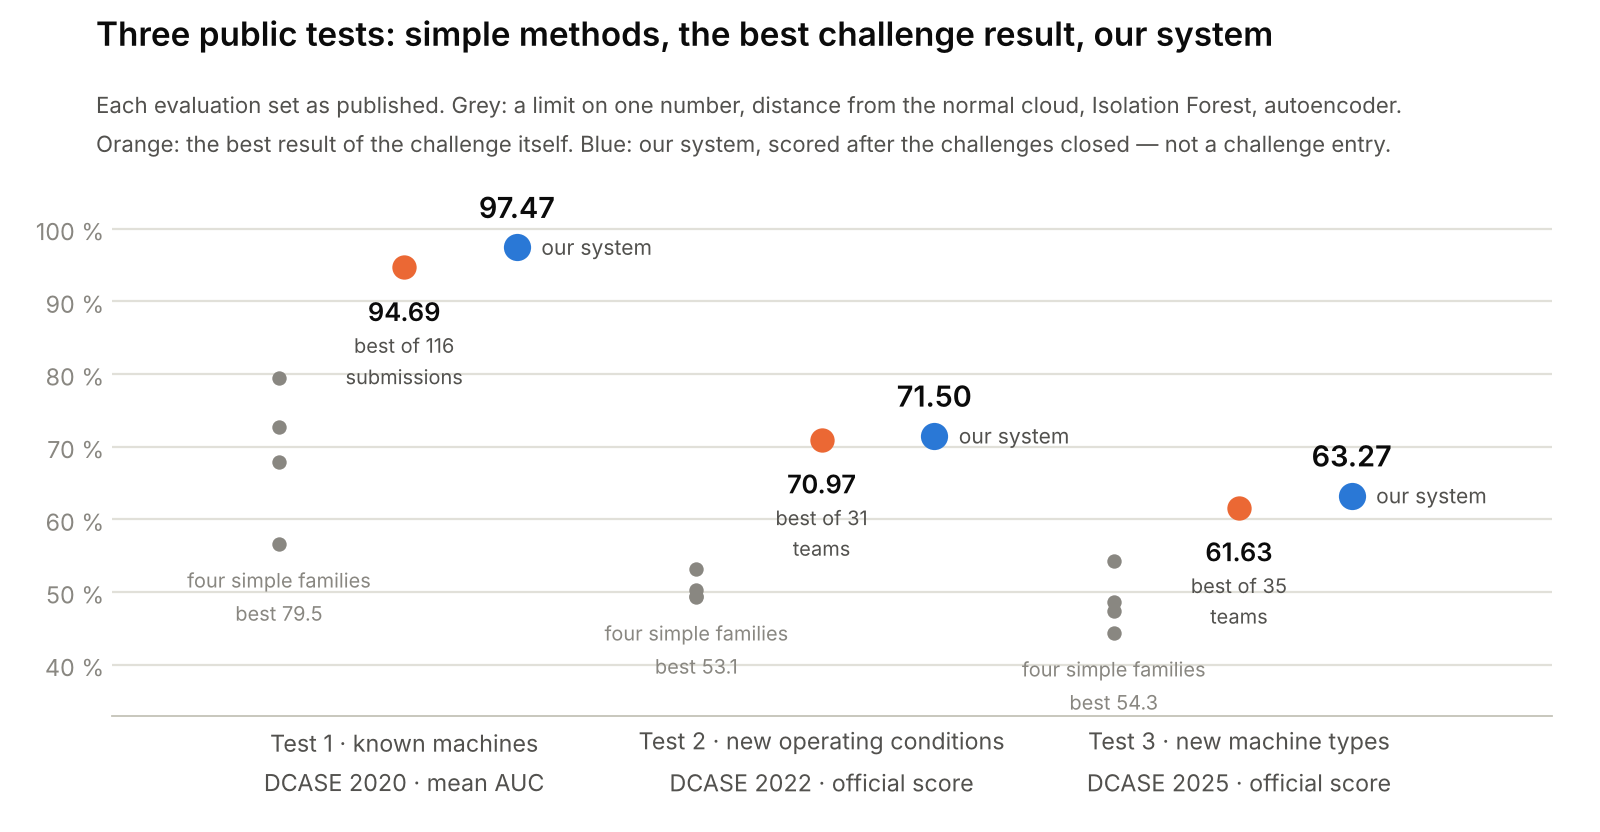 Three public tests: simple methods, the best challenge result, our system
Each evaluation set as published. Grey: a limit on one number, distance from the normal cloud, Isolation Forest, autoencoder.
Orange: the best result of the challenge itself. Blue: our system, scored after the challenges closed — not a challenge entry.
100 %
90 %
80 %
70 %
60 %
50 %
40 %
97.47
our system
94.69
best of 116
submissions
four simple families
best 79.5
71.50
our system
70.97
best of 31
teams
four simple families
best 53.1
63.27
our system
61.63
best of 35
teams
four simple families
best 54.3
Test 1 · known machines
DCASE 2020 · mean AUC
Test 2 · new operating conditions
DCASE 2022 · official score
Test 3 · new machine types
DCASE 2025 · official score